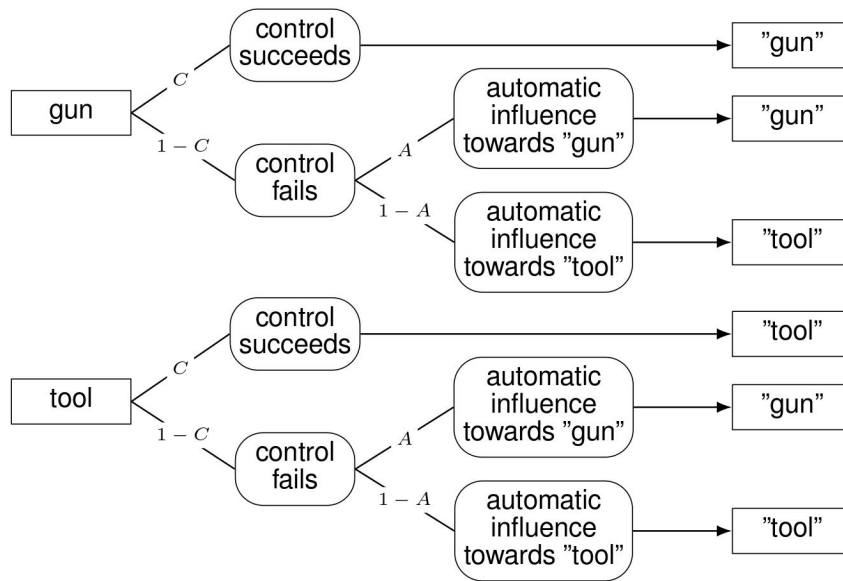 control
succeeds
”gun”
C
gun
automatic
influence
towards ”gun”
”gun”
1 − C
A
control
fails
1 − A
automatic
influence
towards ”tool”
”tool”
control
succeeds
”tool”
C
tool
automatic
influence
towards ”gun”
”gun”
1 − C
A
control
fails
1 − A
automatic
influence
towards ”tool”
”tool”